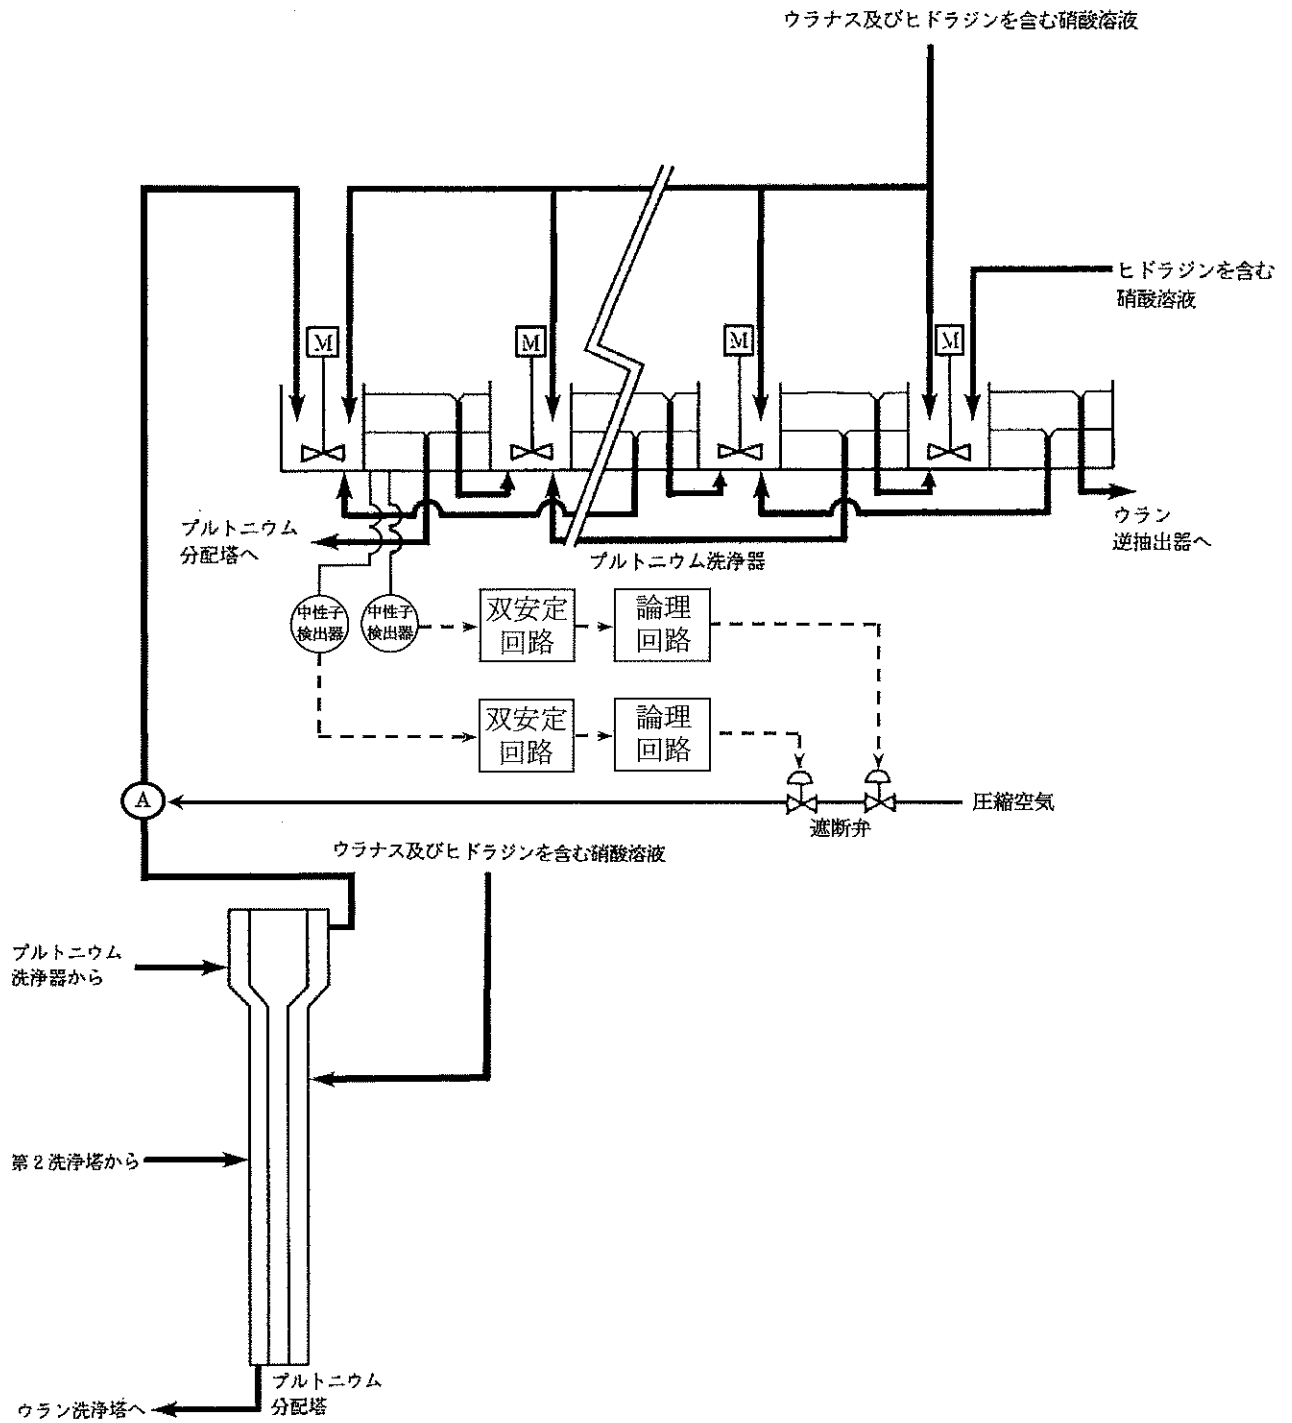 ウラナス及びヒドラジンを含む硝酸溶液
ヒドラジンを含む
硝酸溶液
M
M
M
M
プルトニウム
分配塔へ
プルトニウム洗浄器
ウラン
逆抽出器へ
中性子
検出器
中性子
検出器
双安定
回路
論理
回路
双安定
回路
論理
回路
A
圧縮空気
遮断弁
ウラナス及びヒドラジンを含む硝酸溶液
プルトニウム
洗浄器から
第2洗浄塔から
プルトニウム
分配塔
ウラン洗浄塔へ